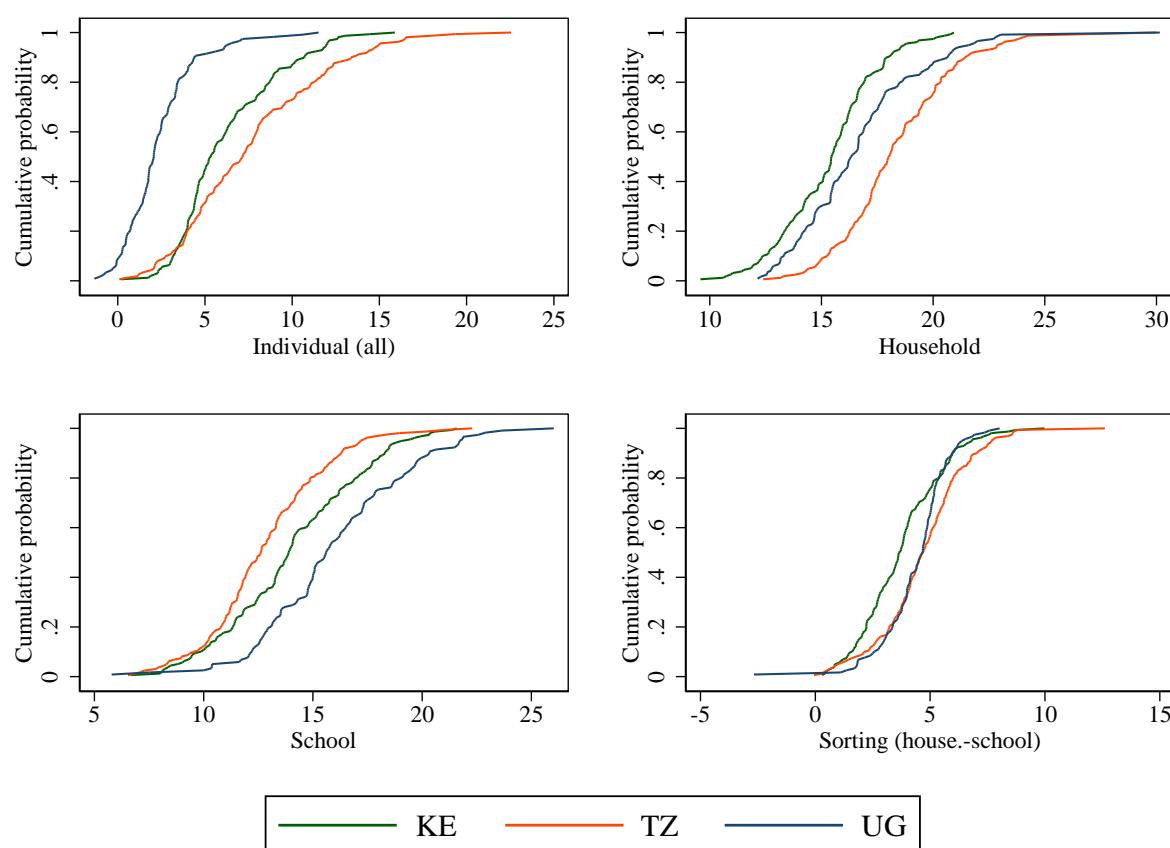 Cumulative probability
0 .2 .4 .6 .8 1
0 5 10 15 20 25
Individual (all)
Cumulative probability
0 .2 .4 .6 .8 1
10 15 20 25 30
Household
Cumulative probability
0 .2
5 10 15 20 25
School
Cumulative probability
0 .2 .4 .6 .8
-5 0 5 10 15
Sorting (house.-school)
KE TZ UG